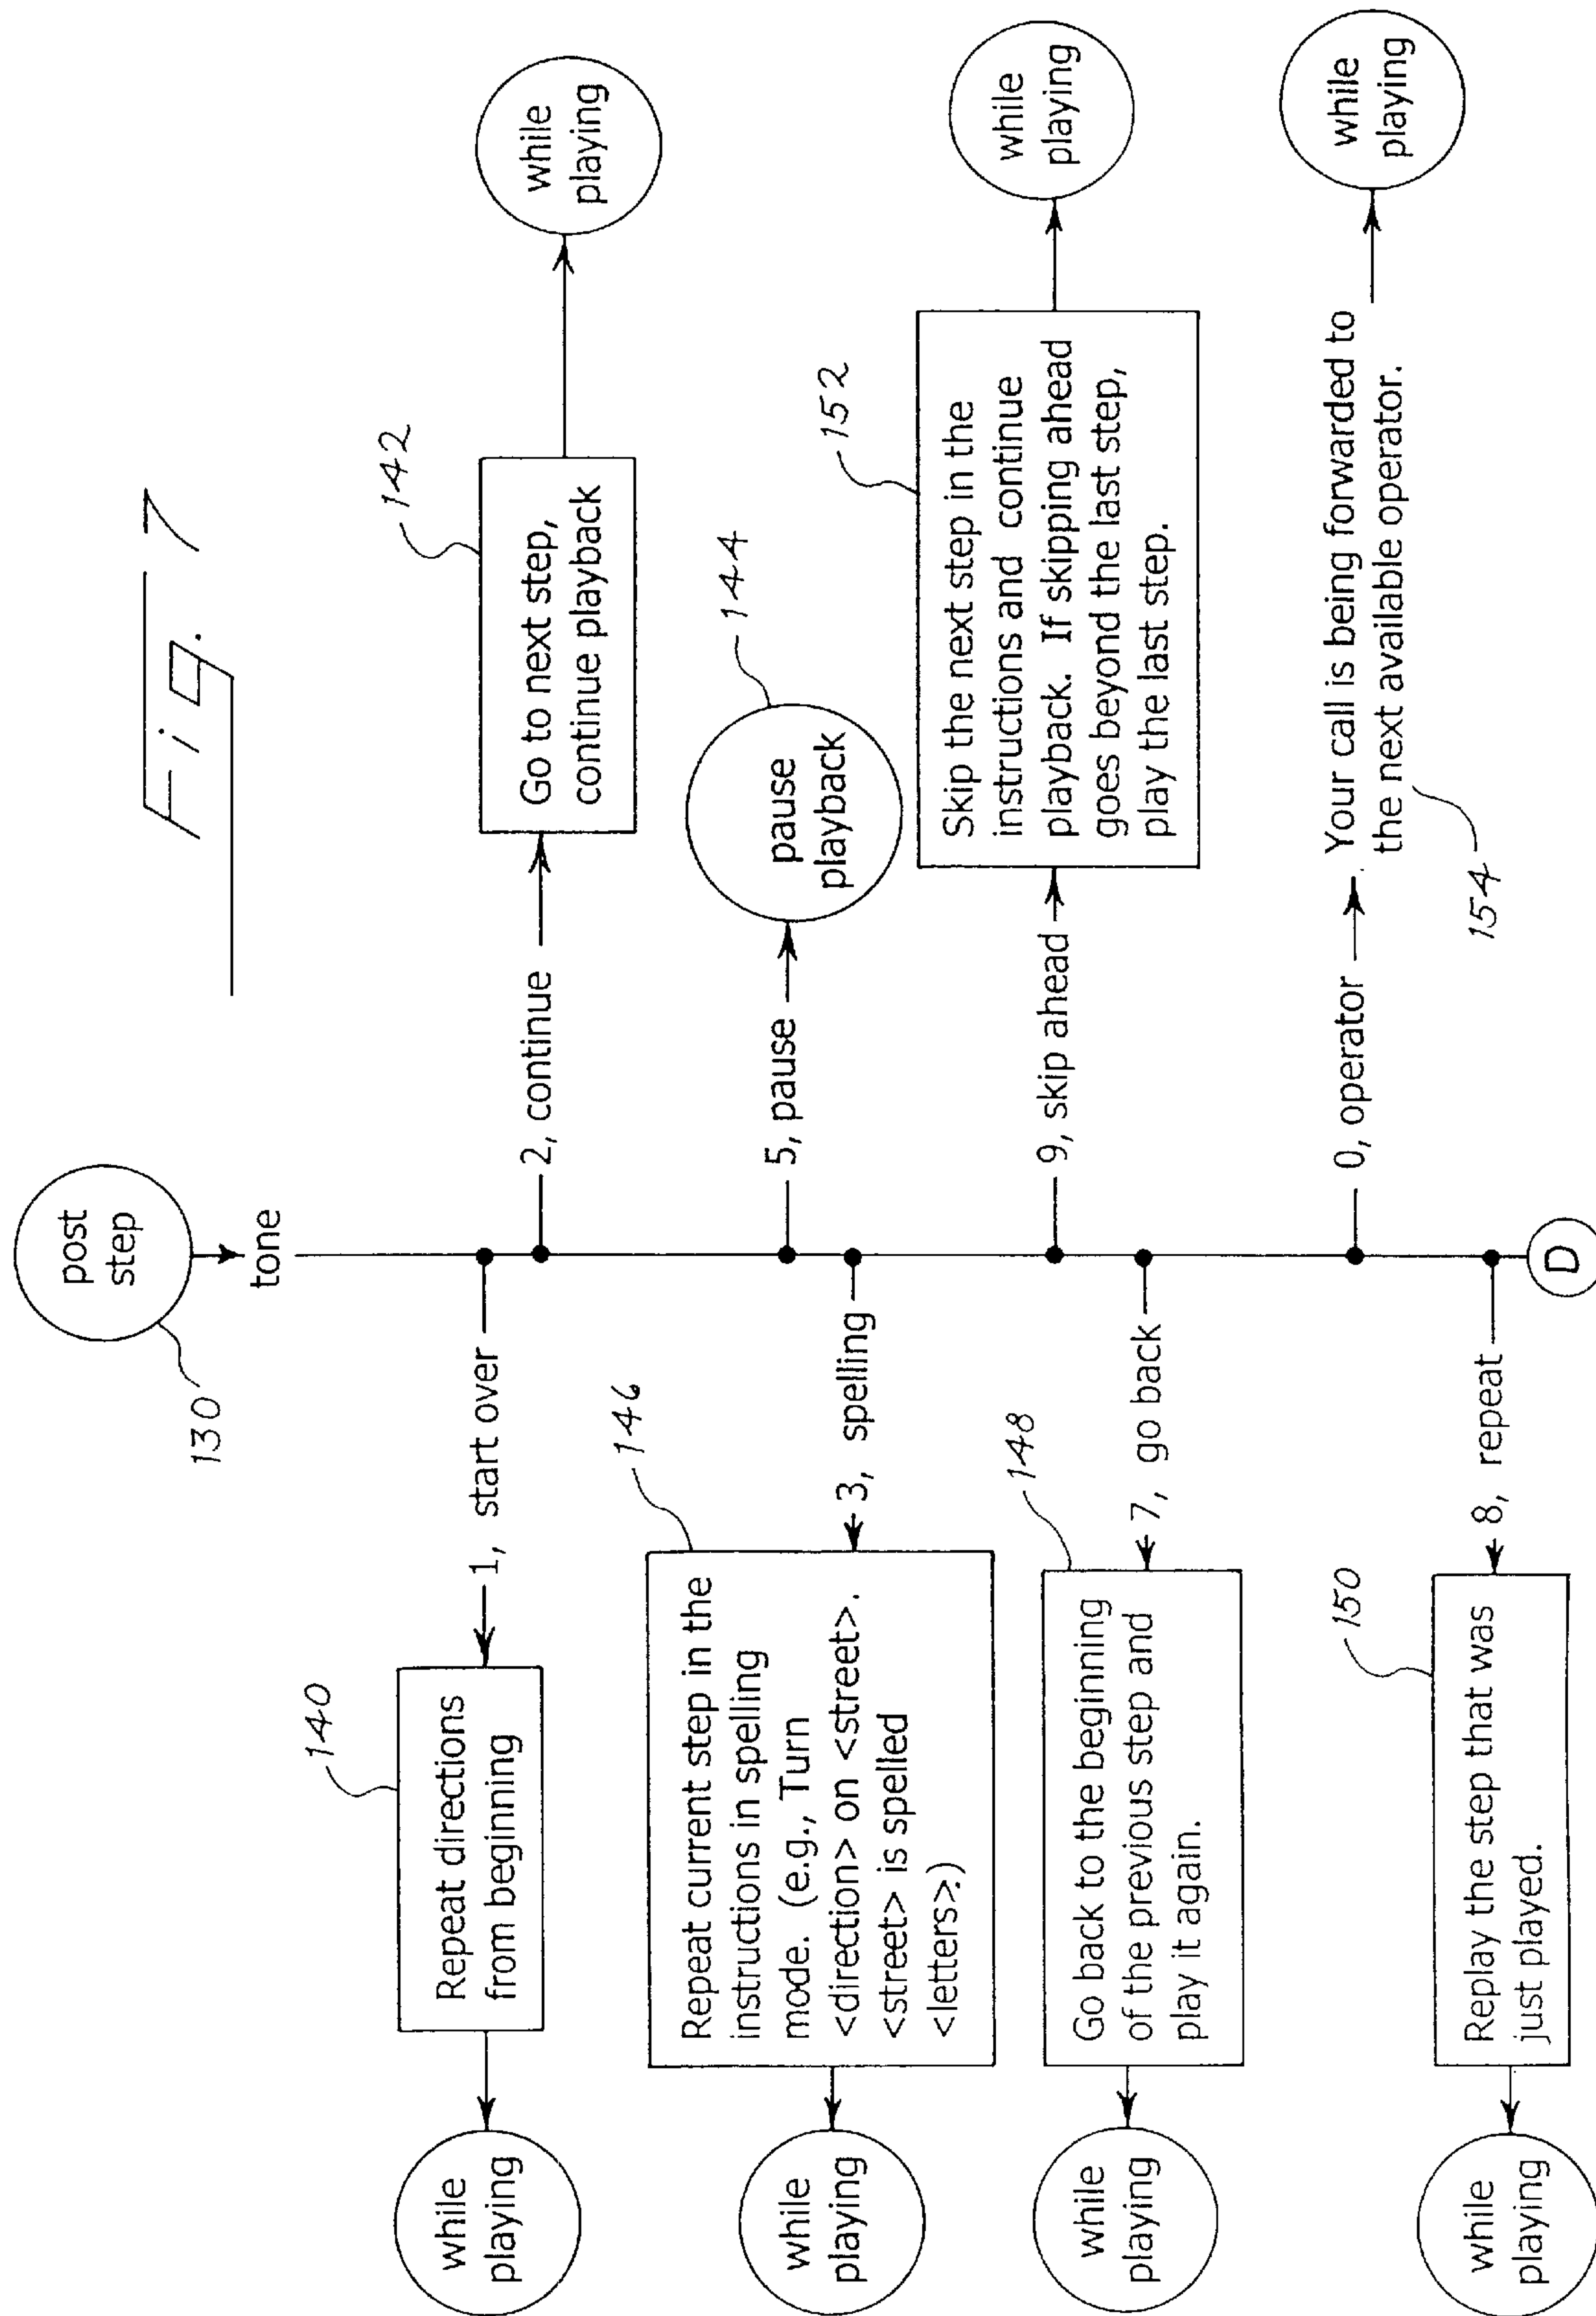 Fig. 7
post
step
130
tone
1, start over
140
Repeat directions
from beginning
while
playing
2, continue
142
Go to next step,
continue playback
while
playing
5, pause
144
pause
playback
3, spelling
146
Repeat current step in the
instructions in spelling
mode. (e.g., Turn
<direction> on <street>.
<street> is spelled
<letters>.)
while
playing
9, skip ahead
152
Skip the next step in the
instructions and continue
playback. If skipping ahead
goes beyond the last step,
play the last step.
while
playing
7, go back
148
Go back to the beginning
of the previous step and
play it again.
while
playing
0, operator
Your call is being forwarded to
the next available operator.
154
while
playing
8, repeat
150
Replay the step that was
just played.
while
playing
D